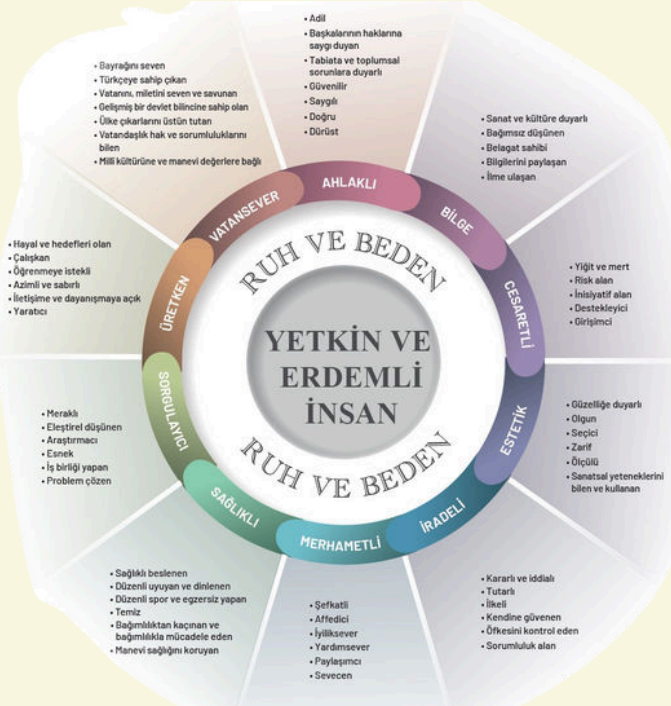 • Adil
• Başkalarının haklarına
saygı duyan
• Tabiata ve toplumsal
sorunlara duyarlı
• Güvenilir
• Saygılı
• Doğru
• Dürüst
• Bayrağını seven
• Türkçeye sahip çıkan
• Vatanını, milletini seven ve savunan
• Gelişmiş bir devlet bilincine sahip olan
• Ülke çıkarlarını üstün tutan
• Vatandaşlık hak ve sorumluluklarını
bilen
• Milli kültürüne ve manevi değerlere bağlı
• Sanat ve kültüre duyarlı
• Bağımsız düşünen
• Belagat sahibi
• Bilgilerini paylaşan
• İlme ulaşan
VATANSEVER
AHLAKLI
BİLGE
• Hayal ve hedefleri olan
• Çalışkan
• Öğrenmeye istekli
• Azimli ve sabırlı
• İletişime ve dayanışmaya açık
• Yaratıcı
ÜRETKEN
RUH VE BEDEN
CESARETLİ
• Yiğit ve mert
• Risk alan
• İnisiyatif alan
• Destekleyici
• Girişimci
YETKİN VE
ERDEMLİ
İNSAN
SORGULAYICI
• Meraklı
• Eleştirel düşünen
• Araştırmacı
• Esnek
• İş birliği yapan
• Problem çözen
RUH VE BEDEN
ESTETİK
• Güzelliğe duyarlı
• Olgun
• Seçici
• Zarif
• Ölçülü
• Sanatsal yeteneklerini
bilen ve kullanan
SAĞLIKLI
MERHAMETLİ
İRADELİ
• Sağlıklı beslenen
• Düzenli uyuyan ve dinlenen
• Düzenli spor ve egzersiz yapan
• Temiz
• Bağımlılıktan kaçınan ve
bağımlılıkla mücadele eden
• Manevi sağlığını koruyan
• Şefkatli
• Affedici
• İyiliksever
• Yardımsever
• Paylaşımcı
• Sevecen
• Kararlı ve iddialı
• Tutarlı
• İlkeli
• Kendine güvenen
• Öfkesini kontrol eden
• Sorumluluk alan